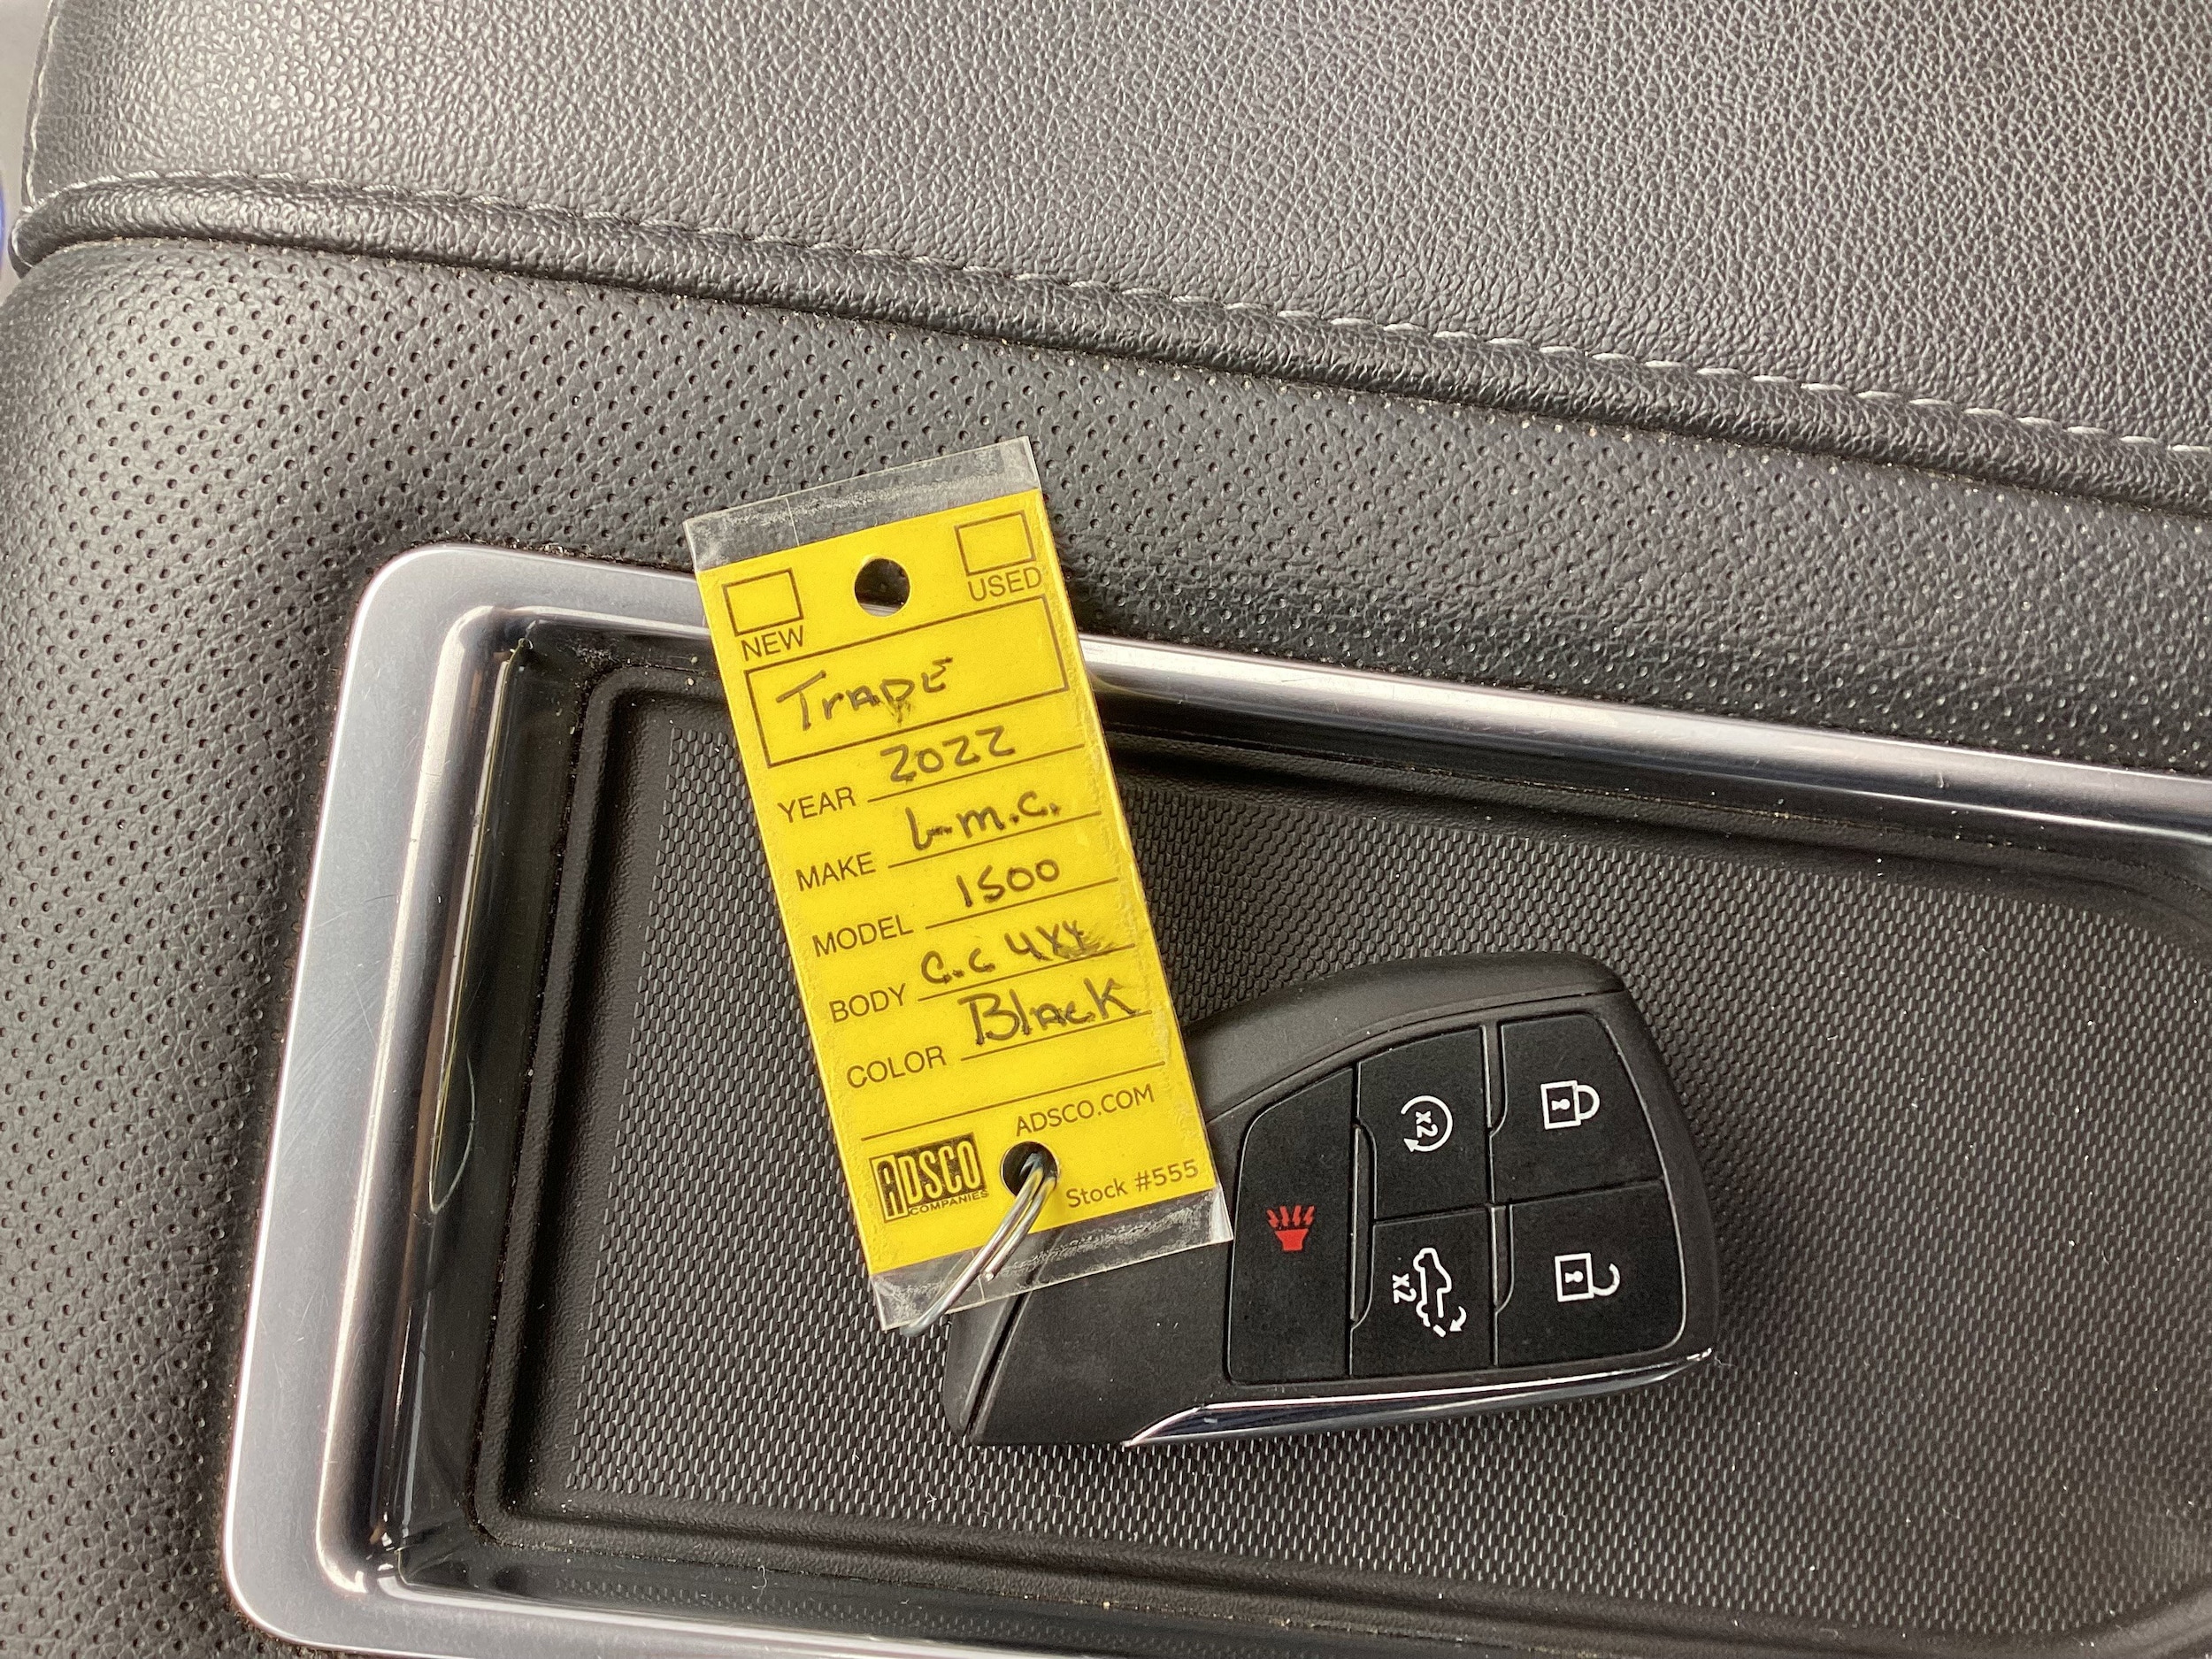 NEW USED
TRADE
YEAR 2022
MAKE G.m.C.
MODEL 1500
BODY C.C 4X4
COLOR Black
ADSCO.COM
ADSCO
COMPANIES
Stock #555
x2
x2